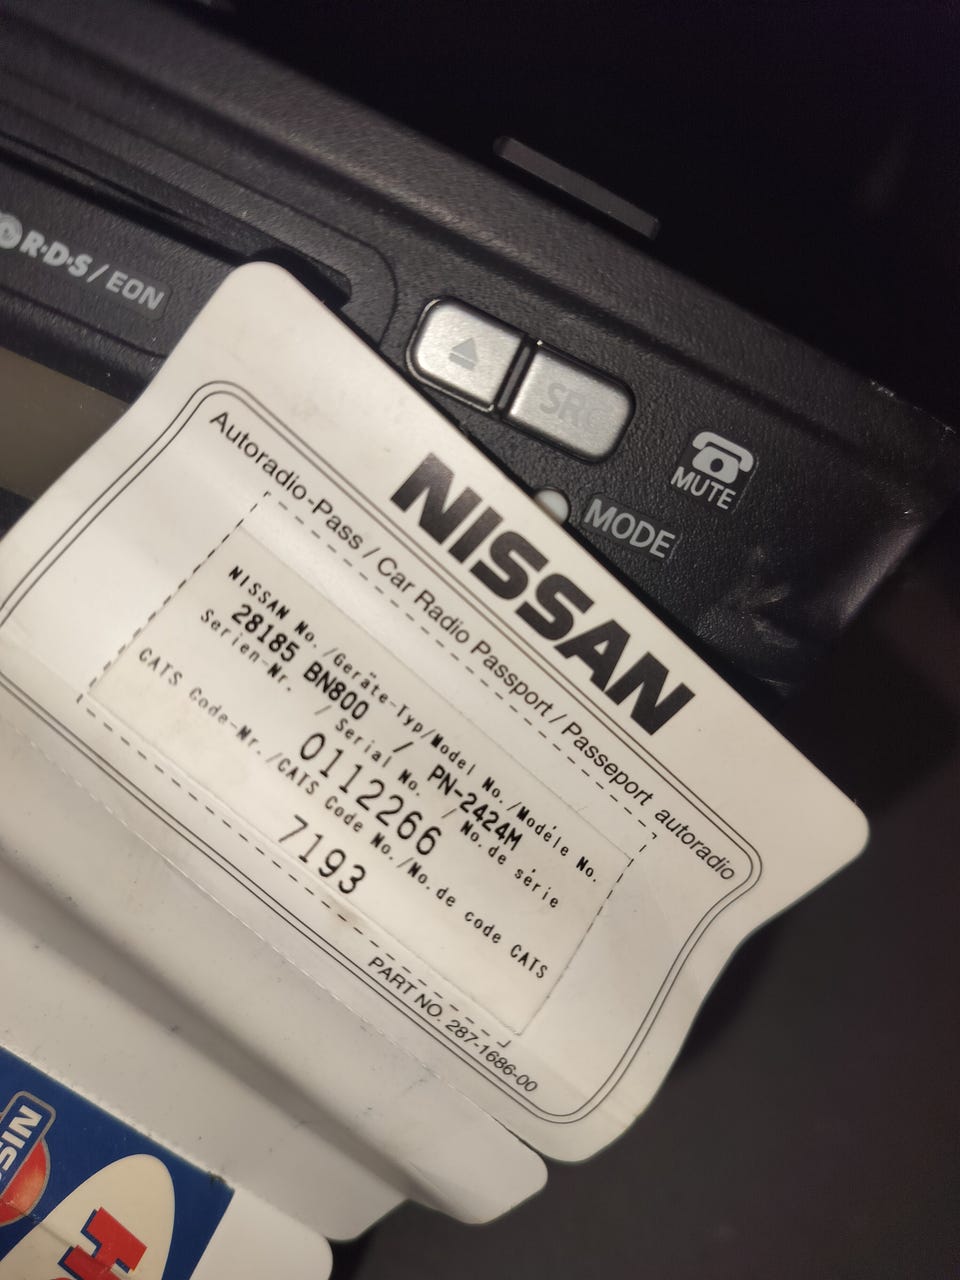 R·D·S / EON
SRC
MUTE
MODE
NISSAN
Autoradio-Pass / Car Radio Passport / Passeport autoradio
NISSAN No./Geräte-Typ/Model No./Modéle No.
28185 BN800 / PN-2424M
Serien-Nr. / Serial No. / No.de série
0112266
CATS Code-Nr./CATS Code No./No.de code CATS
7193
PART NO. 287-1686-00